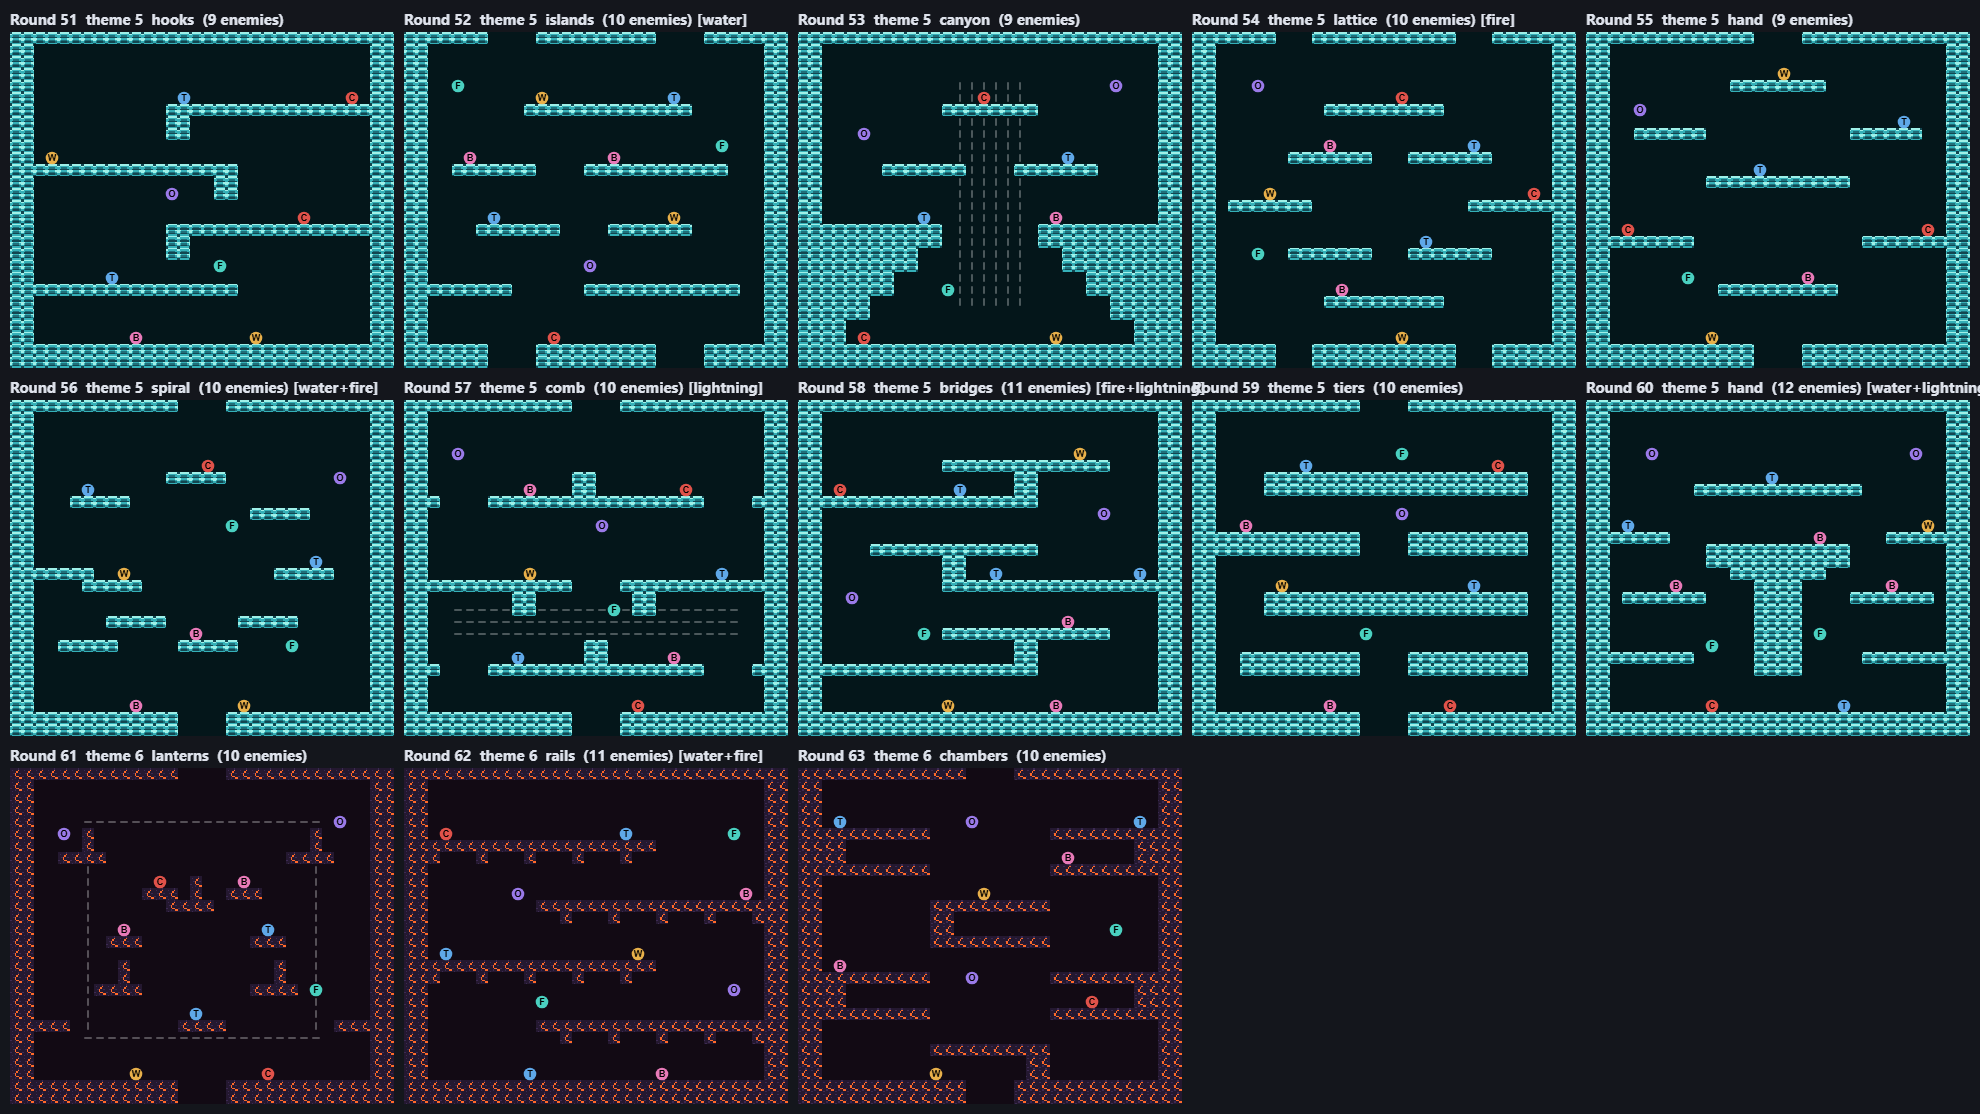 Round 51 theme 5 hooks (9 enemies)
Round 52 theme 5 islands (10 enemies) [water]
Round 53 theme 5 canyon (9 enemies)
Round 54 theme 5 lattice (10 enemies) [fire]
Round 55 theme 5 hand (9 enemies)
T C W O C F T B W
F W T B B F T W O C
C O O T T B F C W
O C B T W C F T B W
W O T T C C F B W
Round 56 theme 5 spiral (10 enemies) [water+fire]
Round 57 theme 5 comb (10 enemies) [lightning]
Round 58 theme 5 bridges (11 enemies) [fire+lightning]
Round 59 theme 5 tiers (10 enemies)
Round 60 theme 5 hand (12 enemies) [water+lightning
C O T F T W B F B W
O B C O W T F T B C
W C T O T T O B F W B
F T C O B W T F B C
O O T T W B B B F F C T
Round 61 theme 6 lanterns (10 enemies)
Round 62 theme 6 rails (11 enemies) [water+fire]
Round 63 theme 6 chambers (10 enemies)
O O C B B T F T W C
C T F O B T W O F T B
T O T B W F B O C W